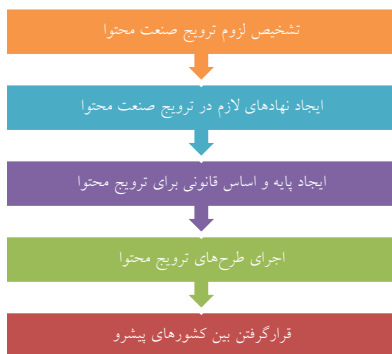 تشخیص لزوم ترویج صنعت محتوا
ایجاد نهادهای لازم در ترویج صنعت محتوا
ایجاد پایه و اساس قانونی برای ترویج محتوا
اجرای طرح‌های ترویج محتوا
قرارگرفتن بین کشورهای پیشرو